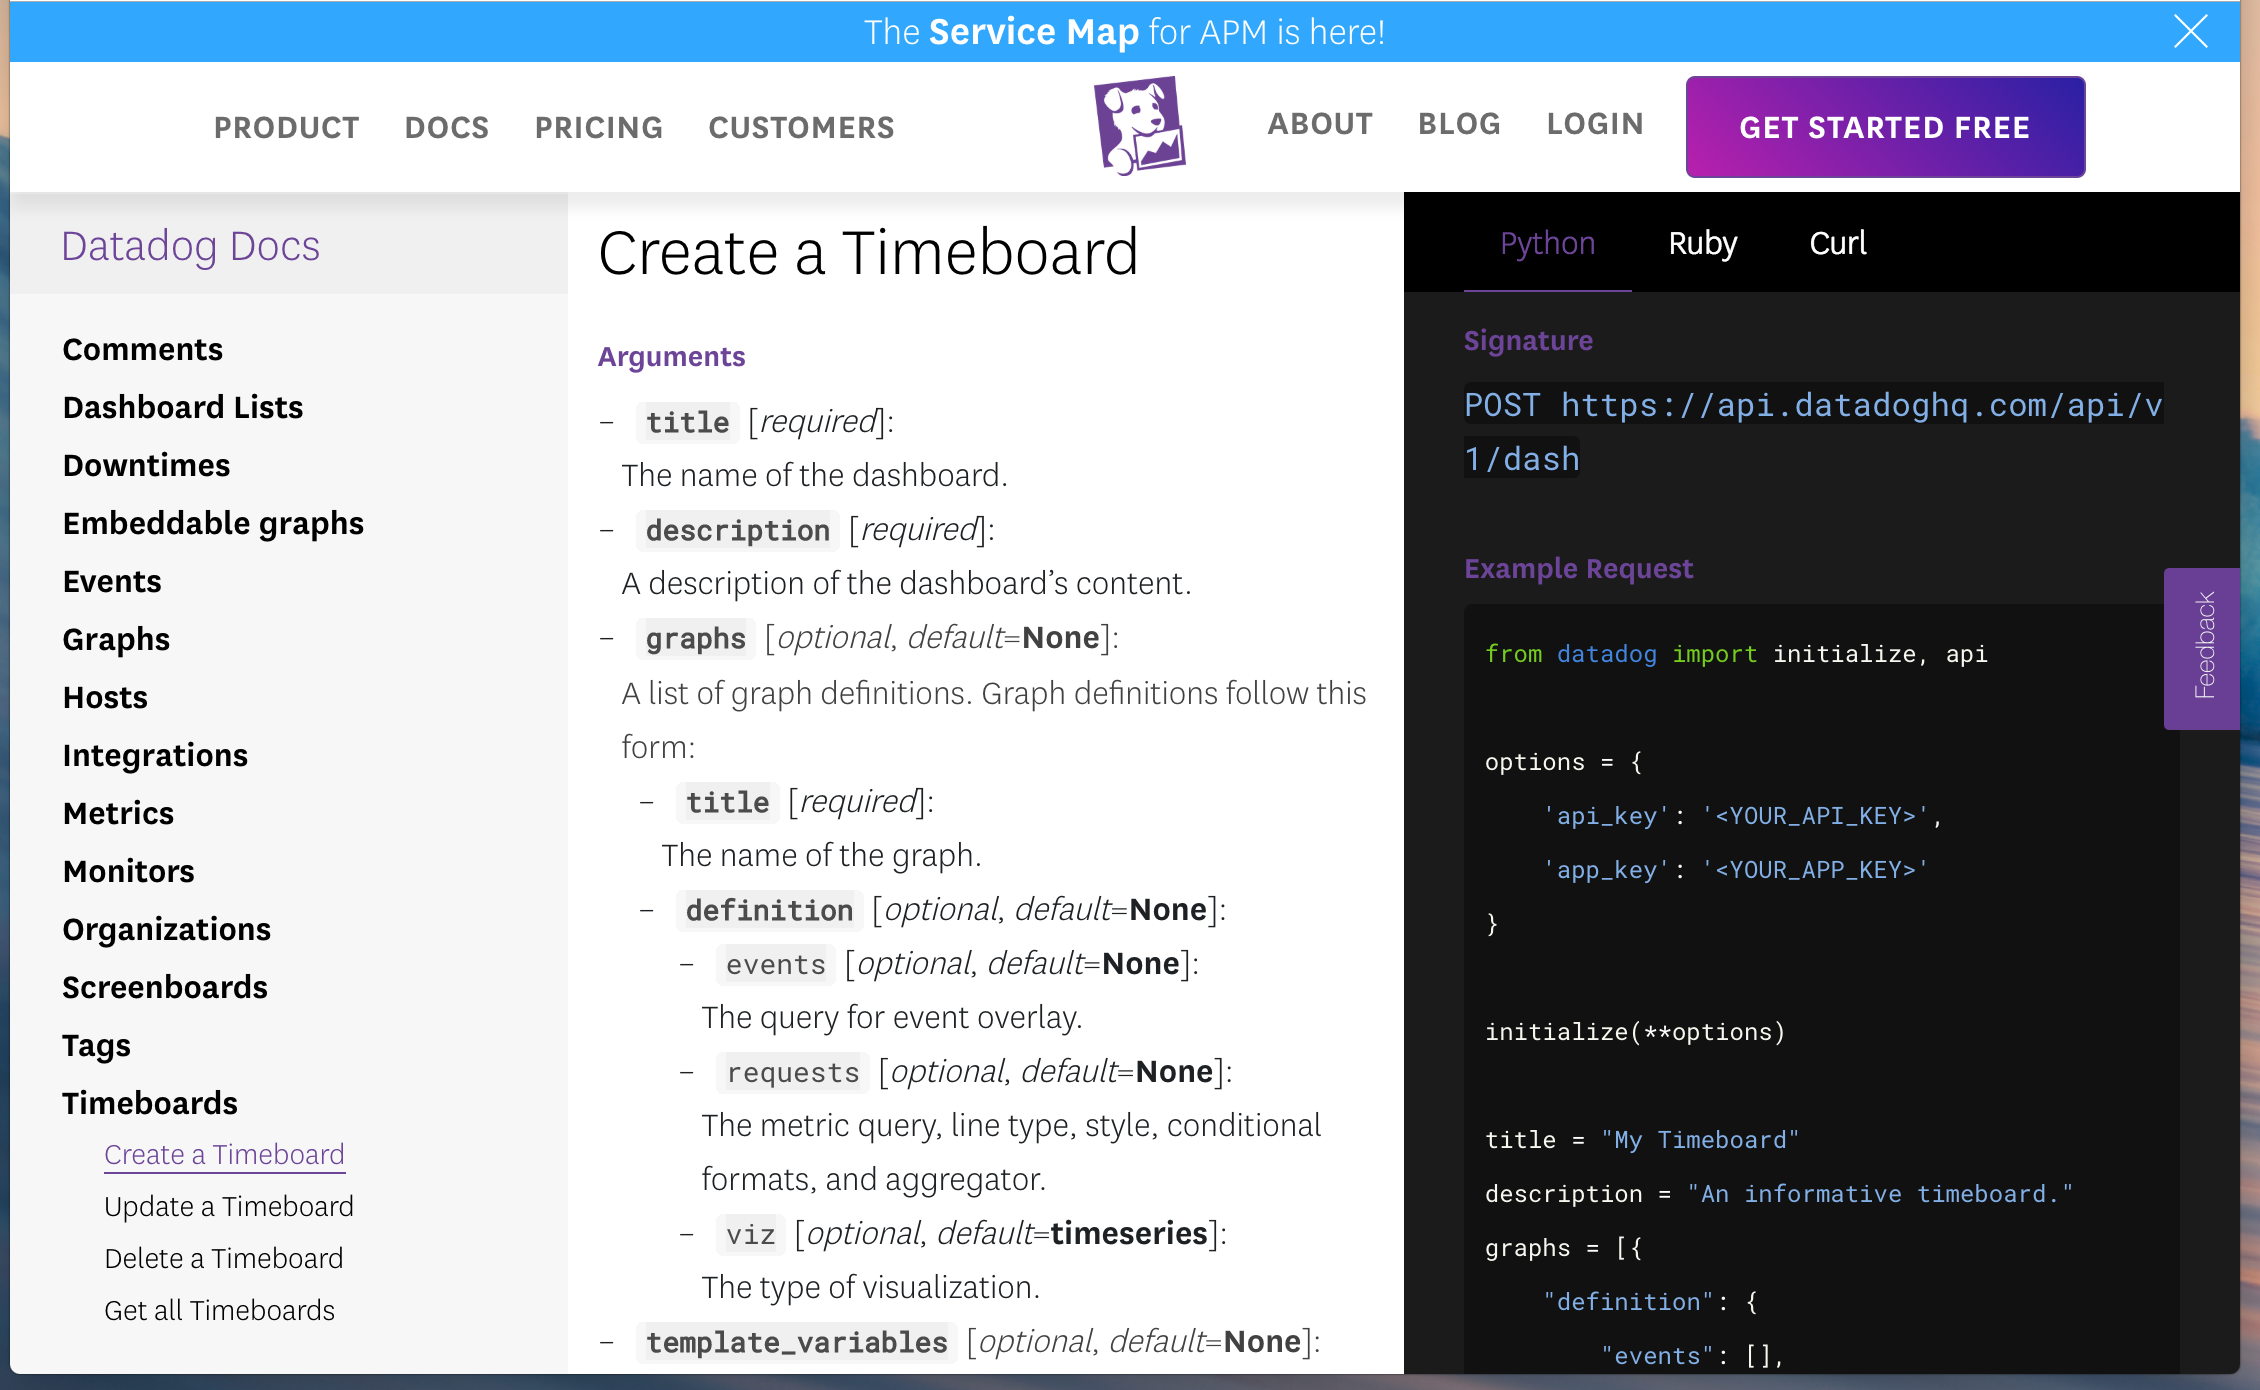 The Service Map for APM is here!
PRODUCT DOCS PRICING CUSTOMERS ABOUT BLOG LOGIN GET STARTED FREE
Datadog Docs
Comments
Dashboard Lists
Downtimes
Embeddable graphs
Events
Graphs
Hosts
Integrations
Metrics
Monitors
Organizations
Screenboards
Tags
Timeboards
Create a Timeboard
Update a Timeboard
Delete a Timeboard
Get all Timeboards
Create a Timeboard
Arguments
– title [required]:
The name of the dashboard.
– description [required]:
A description of the dashboard’s content.
– graphs [optional, default=None]:
A list of graph definitions. Graph definitions follow this
form:
– title [required]:
The name of the graph.
– definition [optional, default=None]:
– events [optional, default=None]:
The query for event overlay.
– requests [optional, default=None]:
The metric query, line type, style, conditional
formats, and aggregator.
– viz [optional, default=timeseries]:
The type of visualization.
– template_variables [optional, default=None]:
Python Ruby Curl
Signature
POST https://api.datadoghq.com/api/v
1/dash
Example Request
from datadog import initialize, api
options = {
'api_key': '<YOUR_API_KEY>',
'app_key': '<YOUR_APP_KEY>'
}
initialize(**options)
title = "My Timeboard"
description = "An informative timeboard."
graphs = [{
"definition": {
"events": [],
Feedback